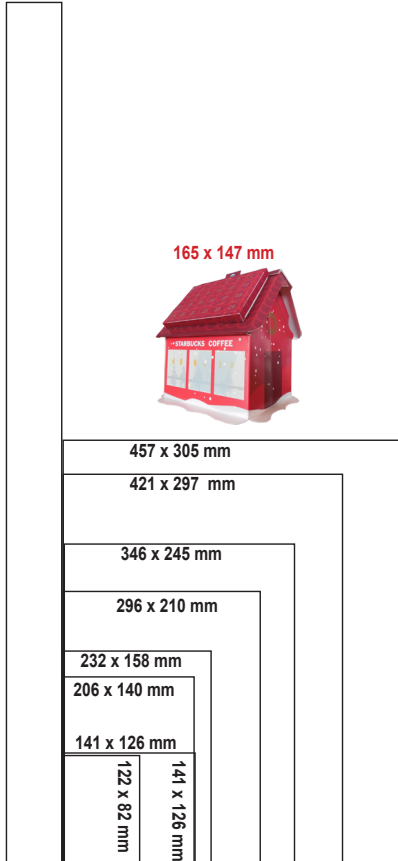 165 x 147 mm
STARBUCKS COFFEE
457 x 305 mm
421 x 297 mm
346 x 245 mm
296 x 210 mm
232 x 158 mm
206 x 140 mm
141 x 126 mm
122 x 82 mm
141 x 126 mm